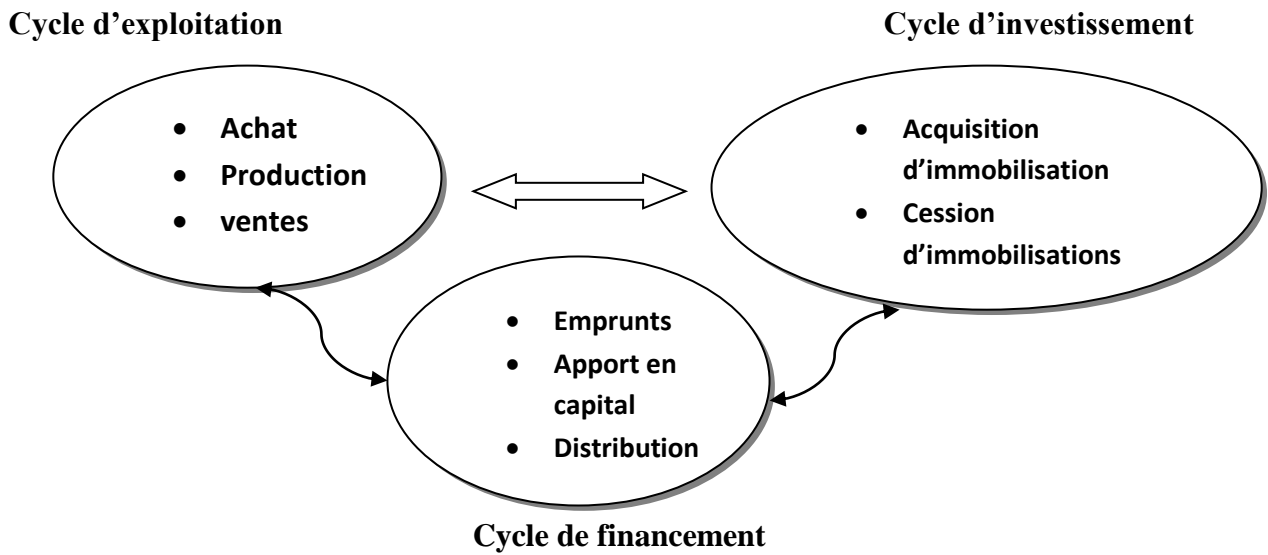 Cycle d’exploitation
Cycle d’investissement
• Achat
• Production
• ventes
• Acquisition
d’immobilisation
• Cession
d’immobilisations
• Emprunts
• Apport en
capital
• Distribution
Cycle de financement